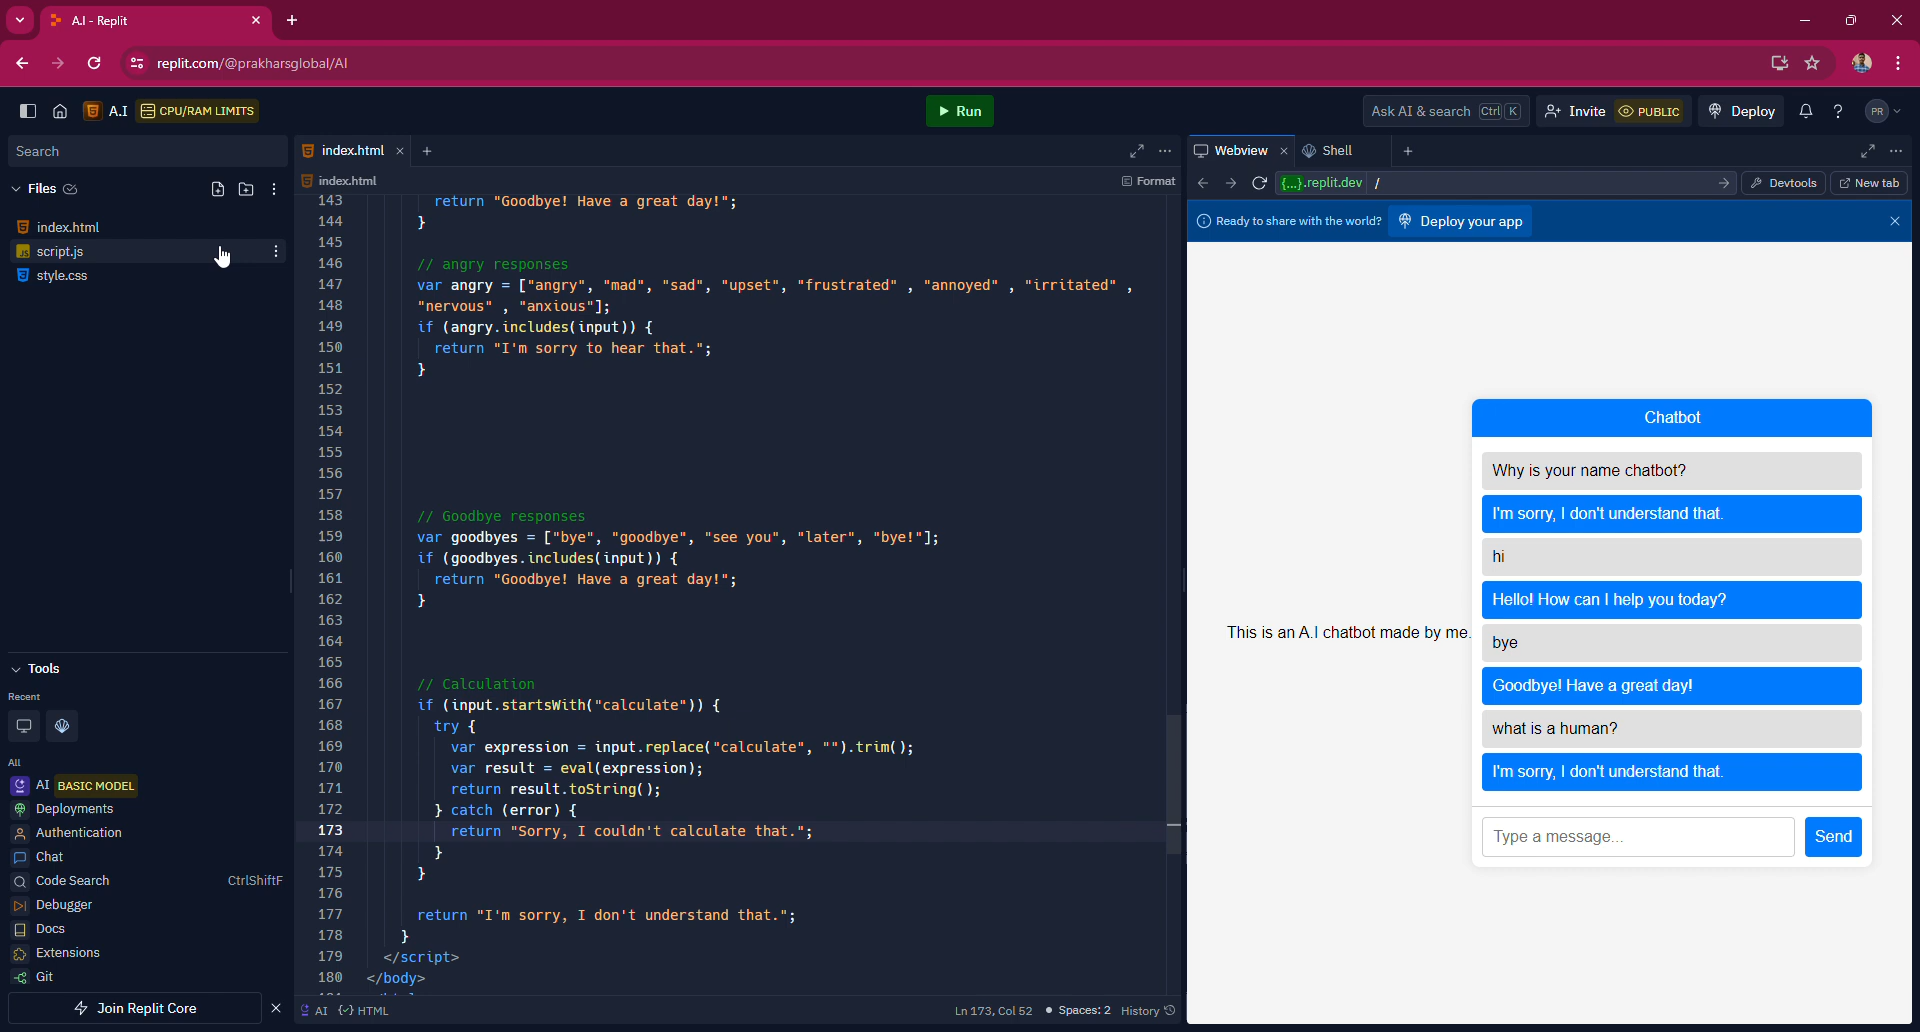 A.I - Replit
replit.com/@prakharsglobal/AI
A.I CPU/RAM LIMITS
Run
Ask AI & search Ctrl K
Invite PUBLIC
Deploy
PR
Search
Files
index.html
script.js
style.css
Tools
Recent
All
AI BASIC MODEL
Deployments
Authentication
Chat
Code Search CtrlShiftF
Debugger
Docs
Extensions
Git
Join Replit Core
index.html
index.html Format
143 return "Goodbye! Have a great day!";
144 }
145
146 // angry responses
147 var angry = ["angry", "mad", "sad", "upset", "frustrated" , "annoyed" , "irritated" ,
148 "nervous" , "anxious"];
149 if (angry.includes(input)) {
150 return "I'm sorry to hear that.";
151 }
152
153
154
155
156
157
158 // Goodbye responses
159 var goodbyes = ["bye", "goodbye", "see you", "later", "bye!"];
160 if (goodbyes.includes(input)) {
161 return "Goodbye! Have a great day!";
162 }
163
164
165
166 // Calculation
167 if (input.startsWith("calculate")) {
168 try {
169 var expression = input.replace("calculate", "").trim();
170 var result = eval(expression);
171 return result.toString();
172 } catch (error) {
173 return "Sorry, I couldn't calculate that.";
174 }
175 }
176
177 return "I'm sorry, I don't understand that.";
178 }
179 </script>
180 </body>
AI {} HTML
Ln 173, Col 52 • Spaces: 2 History
Webview
Shell
{...}.replit.dev /
Devtools
New tab
Ready to share with the world? Deploy your app
This is an A.I chatbot made by me.
Chatbot
Why is your name chatbot?
I'm sorry, I don't understand that.
hi
Hello! How can I help you today?
bye
Goodbye! Have a great day!
what is a human?
I'm sorry, I don't understand that.
Type a message...
Send